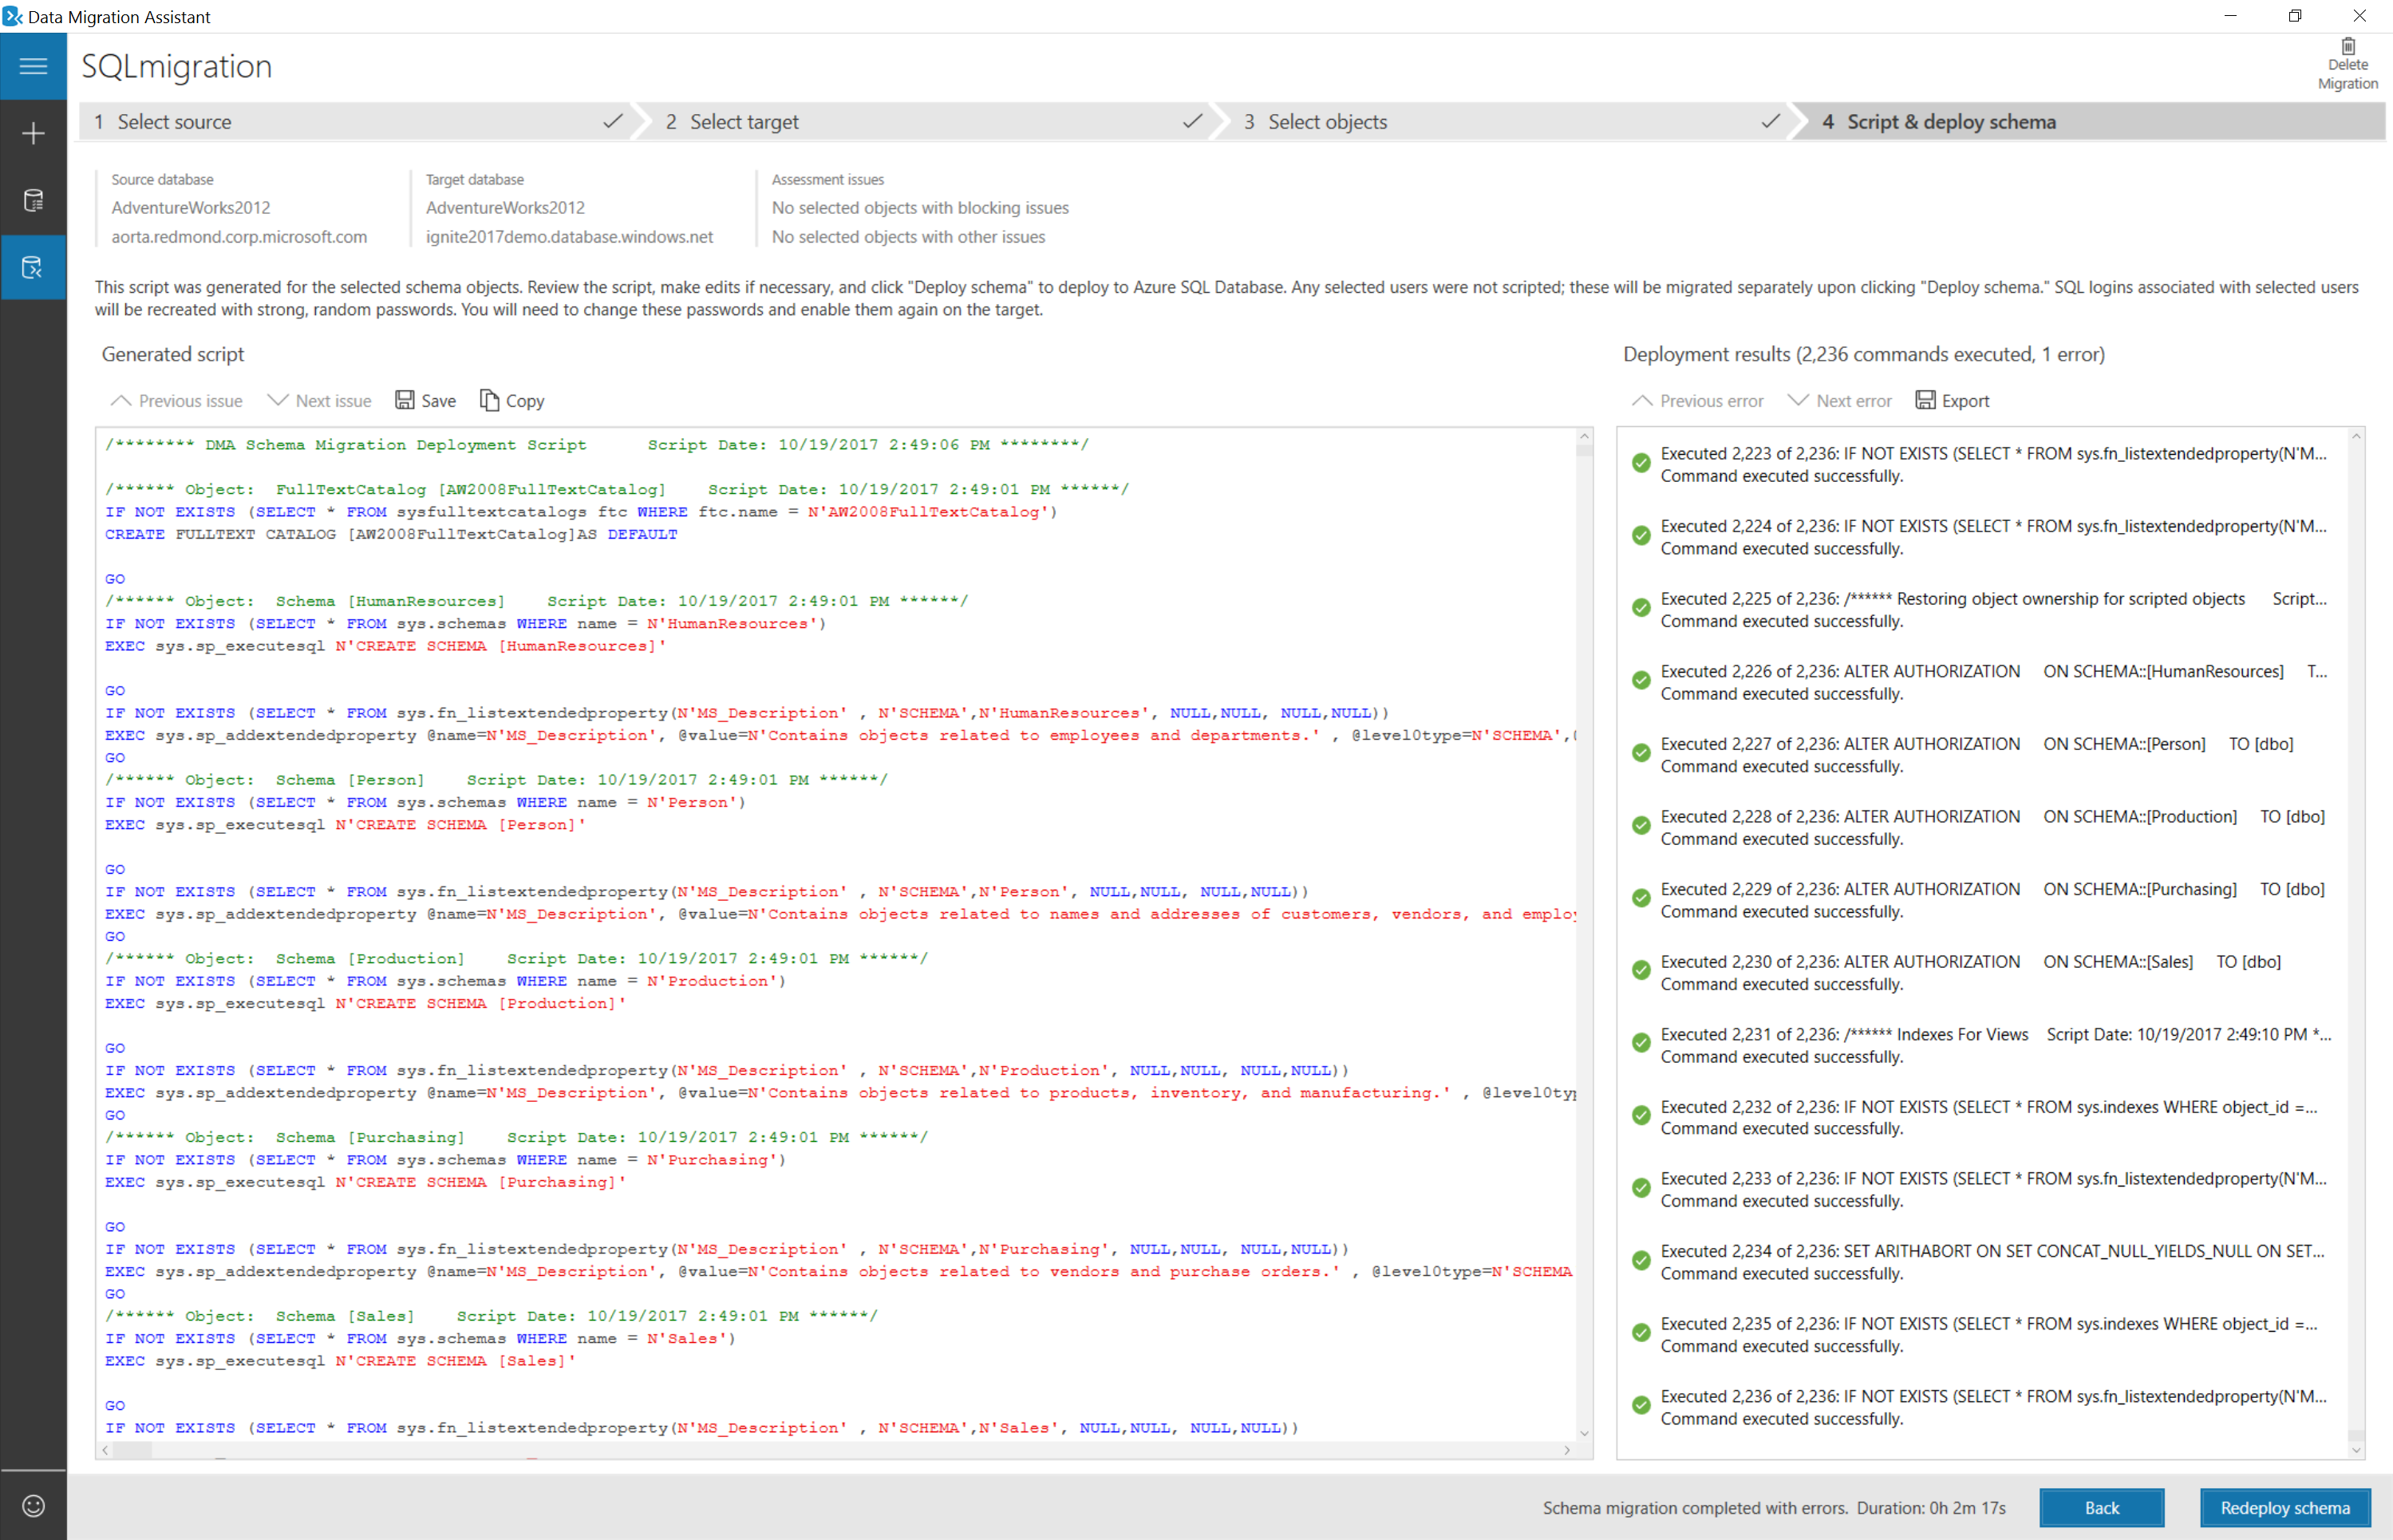 Data Migration Assistant
SQLmigration
Delete
Migration
1 Select source
2 Select target
3 Select objects
4 Script & deploy schema
Source database
AdventureWorks2012
aorta.redmond.corp.microsoft.com
Target database
AdventureWorks2012
ignite2017demo.database.windows.net
Assessment issues
No selected objects with blocking issues
No selected objects with other issues
This script was generated for the selected schema objects. Review the script, make edits if necessary, and click "Deploy schema" to deploy to Azure SQL Database. Any selected users were not scripted; these will be migrated separately upon clicking "Deploy schema." SQL logins associated with selected users
will be recreated with strong, random passwords. You will need to change these passwords and enable them again on the target.
Generated script
Previous issue Next issue Save Copy
/******** DMA Schema Migration Deployment Script      Script Date: 10/19/2017 2:49:06 PM ********/
/****** Object:  FullTextCatalog [AW2008FullTextCatalog]    Script Date: 10/19/2017 2:49:01 PM ******/
IF NOT EXISTS (SELECT * FROM sysfulltextcatalogs ftc WHERE ftc.name = N'AW2008FullTextCatalog')
CREATE FULLTEXT CATALOG [AW2008FullTextCatalog]AS DEFAULT
GO
/****** Object:  Schema [HumanResources]    Script Date: 10/19/2017 2:49:01 PM ******/
IF NOT EXISTS (SELECT * FROM sys.schemas WHERE name = N'HumanResources')
EXEC sys.sp_executesql N'CREATE SCHEMA [HumanResources]'
GO
IF NOT EXISTS (SELECT * FROM sys.fn_listextendedproperty(N'MS_Description' , N'SCHEMA',N'HumanResources', NULL,NULL, NULL,NULL))
EXEC sys.sp_addextendedproperty @name=N'MS_Description', @value=N'Contains objects related to employees and departments.' , @level0type=N'SCHEMA',
GO
/****** Object:  Schema [Person]    Script Date: 10/19/2017 2:49:01 PM ******/
IF NOT EXISTS (SELECT * FROM sys.schemas WHERE name = N'Person')
EXEC sys.sp_executesql N'CREATE SCHEMA [Person]'
GO
IF NOT EXISTS (SELECT * FROM sys.fn_listextendedproperty(N'MS_Description' , N'SCHEMA',N'Person', NULL,NULL, NULL,NULL))
EXEC sys.sp_addextendedproperty @name=N'MS_Description', @value=N'Contains objects related to names and addresses of customers, vendors, and employ
GO
/****** Object:  Schema [Production]    Script Date: 10/19/2017 2:49:01 PM ******/
IF NOT EXISTS (SELECT * FROM sys.schemas WHERE name = N'Production')
EXEC sys.sp_executesql N'CREATE SCHEMA [Production]'
GO
IF NOT EXISTS (SELECT * FROM sys.fn_listextendedproperty(N'MS_Description' , N'SCHEMA',N'Production', NULL,NULL, NULL,NULL))
EXEC sys.sp_addextendedproperty @name=N'MS_Description', @value=N'Contains objects related to products, inventory, and manufacturing.' , @level0typ
GO
/****** Object:  Schema [Purchasing]    Script Date: 10/19/2017 2:49:01 PM ******/
IF NOT EXISTS (SELECT * FROM sys.schemas WHERE name = N'Purchasing')
EXEC sys.sp_executesql N'CREATE SCHEMA [Purchasing]'
GO
IF NOT EXISTS (SELECT * FROM sys.fn_listextendedproperty(N'MS_Description' , N'SCHEMA',N'Purchasing', NULL,NULL, NULL,NULL))
EXEC sys.sp_addextendedproperty @name=N'MS_Description', @value=N'Contains objects related to vendors and purchase orders.' , @level0type=N'SCHEMA
GO
/****** Object:  Schema [Sales]    Script Date: 10/19/2017 2:49:01 PM ******/
IF NOT EXISTS (SELECT * FROM sys.schemas WHERE name = N'Sales')
EXEC sys.sp_executesql N'CREATE SCHEMA [Sales]'
GO
IF NOT EXISTS (SELECT * FROM sys.fn_listextendedproperty(N'MS_Description' , N'SCHEMA',N'Sales', NULL,NULL, NULL,NULL))
Deployment results (2,236 commands executed, 1 error)
Previous error Next error Export
Executed 2,223 of 2,236: IF NOT EXISTS (SELECT * FROM sys.fn_listextendedproperty(N'M...
Command executed successfully.
Executed 2,224 of 2,236: IF NOT EXISTS (SELECT * FROM sys.fn_listextendedproperty(N'M...
Command executed successfully.
Executed 2,225 of 2,236: /****** Restoring object ownership for scripted objects Script...
Command executed successfully.
Executed 2,226 of 2,236: ALTER AUTHORIZATION ON SCHEMA::[HumanResources] T...
Command executed successfully.
Executed 2,227 of 2,236: ALTER AUTHORIZATION ON SCHEMA::[Person] TO [dbo]
Command executed successfully.
Executed 2,228 of 2,236: ALTER AUTHORIZATION ON SCHEMA::[Production] TO [dbo]
Command executed successfully.
Executed 2,229 of 2,236: ALTER AUTHORIZATION ON SCHEMA::[Purchasing] TO [dbo]
Command executed successfully.
Executed 2,230 of 2,236: ALTER AUTHORIZATION ON SCHEMA::[Sales] TO [dbo]
Command executed successfully.
Executed 2,231 of 2,236: /****** Indexes For Views Script Date: 10/19/2017 2:49:10 PM *...
Command executed successfully.
Executed 2,232 of 2,236: IF NOT EXISTS (SELECT * FROM sys.indexes WHERE object_id =...
Command executed successfully.
Executed 2,233 of 2,236: IF NOT EXISTS (SELECT * FROM sys.fn_listextendedproperty(N'M...
Command executed successfully.
Executed 2,234 of 2,236: SET ARITHABORT ON SET CONCAT_NULL_YIELDS_NULL ON SET...
Command executed successfully.
Executed 2,235 of 2,236: IF NOT EXISTS (SELECT * FROM sys.indexes WHERE object_id =...
Command executed successfully.
Executed 2,236 of 2,236: IF NOT EXISTS (SELECT * FROM sys.fn_listextendedproperty(N'M...
Command executed successfully.
Schema migration completed with errors. Duration: 0h 2m 17s
Back
Redeploy schema